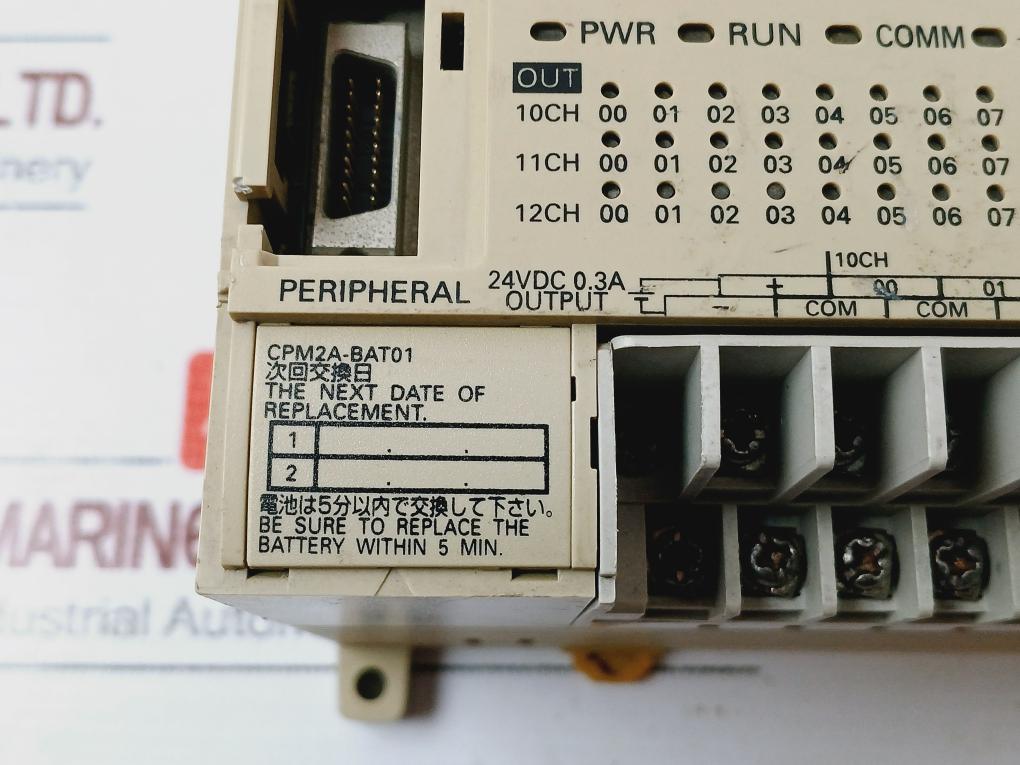 LTD.
PWR RUN COMM
OUT
10CH 00 01 02 03 04 05 06 07
11CH 00 01 02 03 04 05 06 07
12CH 00 01 02 03 04 05 06 07
10CH
PERIPHERAL
24VDC 0.3A
OUTPUT
+ 00 01
- COM COM
CPM2A-BAT01
次回交換日
THE NEXT DATE OF
REPLACEMENT.
1 . .
2 . .
電池は5分以内で交換して下さい。
BE SURE TO REPLACE THE
BATTERY WITHIN 5 MIN.
MARINE